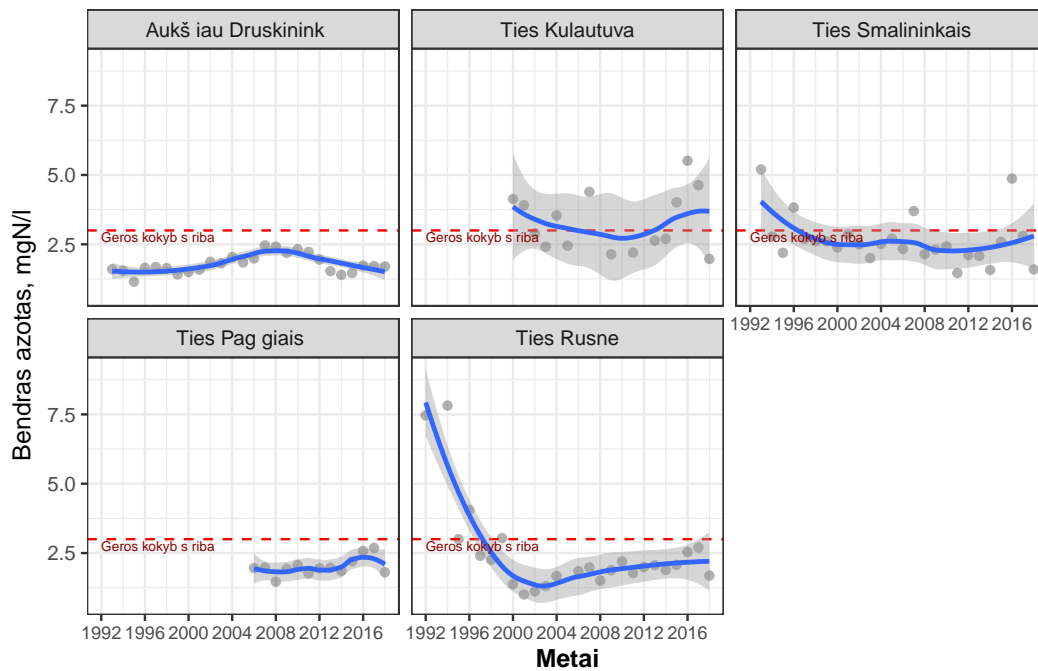 Aukš iau Druskinink
Ties Kulautuva
Ties Smalininkais
7.5
5.0
2.5
Geros kokyb s riba
Geros kokyb s riba
Geros kokyb s riba
1992 1996 2000 2004 2008 2012 2016
Ties Pag giais
Ties Rusne
7.5
5.0
2.5
Geros kokyb s riba
Geros kokyb s riba
1992 1996 2000 2004 2008 2012 2016
1992 1996 2000 2004 2008 2012 2016
Bendras azotas, mgN/l
Metai